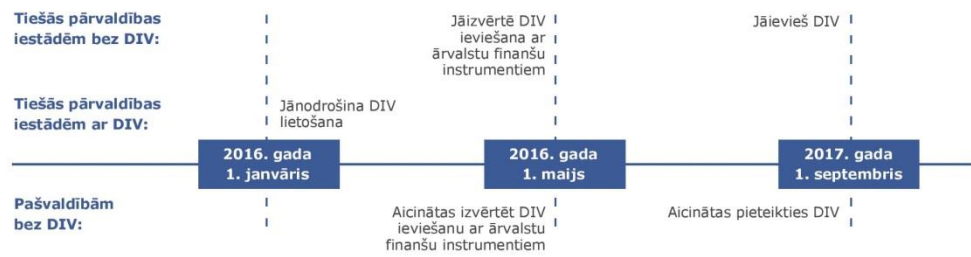 Tiešās pārvaldības
iestādēm bez DIV:
Jāizvērtē DIV
ieviešana ar
ārvalstu finanšu
instrumentiem
Jāievieš DIV
Tiešās pārvaldības
iestādēm ar DIV:
Jānodrošina DIV
lietošana
2016. gada
1. janvāris
2016. gada
1. maijs
2017. gada
1. septembris
Pašvaldībām
bez DIV:
Aicinātas izvērtēt DIV
ieviešanu ar ārvalstu
finanšu instrumentiem
Aicinātas pieteikties DIV